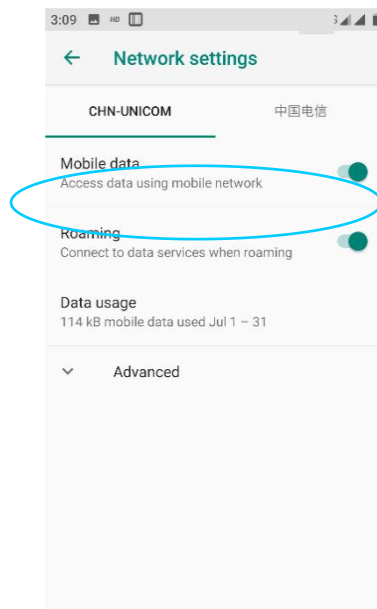 3:09 HD
Network settings
CHN-UNICOM 中国电信
Mobile data
Access data using mobile network
Roaming
Connect to data services when roaming
Data usage
114 kB mobile data used Jul 1 – 31
Advanced